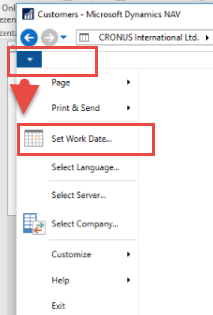 Customers - Microsoft Dynamics NAV
CRONUS International Ltd.
Page
Print & Send
Set Work Date...
Select Language...
Select Server...
Select Company...
Customize
Help
Exit